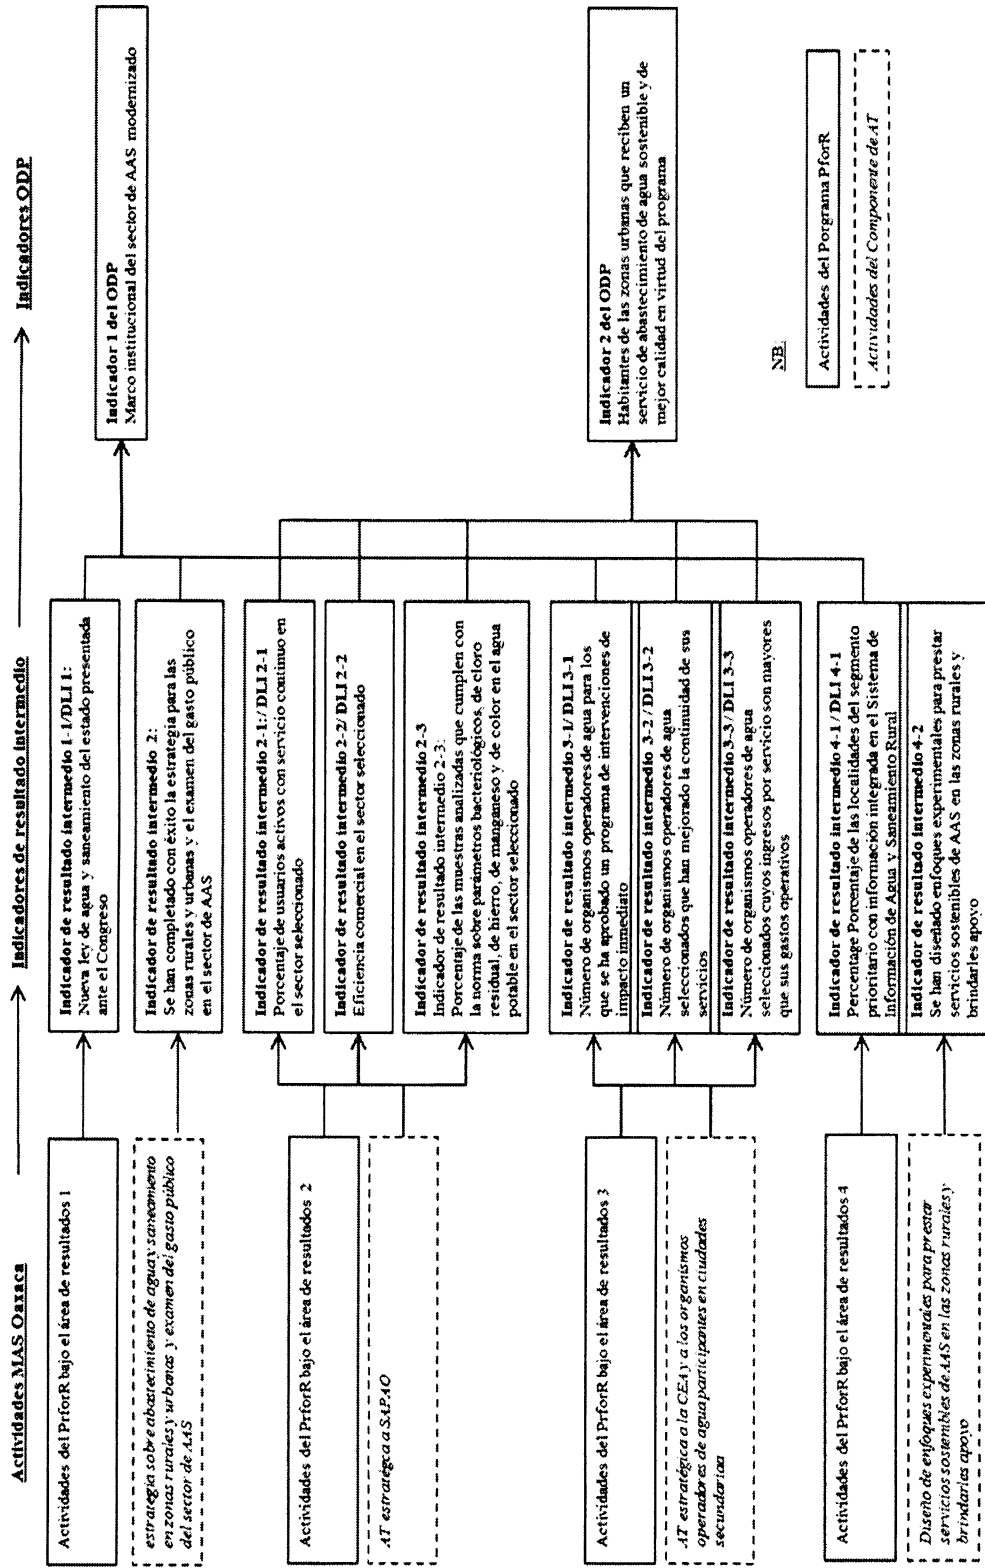 Actividades MAS Oaxaca
Indicadores de resultado intermedio
Indicadores ODP
Actividades del PrforR bajo el área de resultados 1
estrategia sobre abastecimiento de agua y saneamiento
en zonas rurales y urbanas y examen del gasto público
del sector de AAS
Actividades del PrforR bajo el área de resultados 2
AT estratégca a SAPAO
Actividades del PrforR bajo el área de resultados 3
AT estratégica a la CEA y a los organismos
operadores de agua participantes en ciudades
secundariaa
Actividades del PrforR bajo el área de resultados 4
Diseño de enfoques experimentales para prestar
servicios sostenibles de AAS en las zonas rurales y
brindarles apoyo
Indicador de resultado intermedio 1-1/DLI 1:
Nueva ley de agua y saneamiento del estado presentada
ante el Congreso
Indicador de resultado intermedio 2:
Se han completado con éxito la estrategia para las
zonas rurales y urbanas y el examen del gasto público
en el sector de AAS
Indicador de resultado intermedio 2-1:/ DLI 2-1
Porcentaje de usuarios activos con servicio continuo en
el sector seleccionado
Indicador de resultado intermedio 2-2/ DLI 2-2
Eficiencia comercial en el sector seleccionado
Indicador de resultado intermedio 2-3
Indicador de resultado intermedio 2-3:
Porcentaje de las muestras analizadas que cumplen con
la norma sobre parámetros bacteriológicos, de cloro
residual, de hierro, de manganeso y de color en el agua
potable en el sector seleccionado
Indicador de resultado intermedio 3-1/ DLI 3-1
Número de organismos operadores de agua para los
que se ha aprobado un programa de intervenciones de
impacto inmediato
Indicador de resultado intermedio 3-2 / DLI 3-2
Número de organismos operadores de agua
seleccionados que han mejorado la continuidad de sus
servicios
Indicador de resultado intermedio 3-3 / DLI 3-3
Número de organismos operadores de agua
seleccionados cuyos ingresos por servicio son mayores
que sus gastos operativos
Indicador de resultado intermedio 4-1 / DLI 4-1
Percentage Porcentaje de las localidades del segmento
prioritario con información integrada en el Sistema de
Información de Agua y Saneamiento Rural
Indicador de resultado intermedio 4-2
Se han diseñado enfoques experimentales para prestar
servicios sostenibles de AAS en las zonas rurales y
brindarles apoyo
Indicador 1 del ODP
Marco institucional del sector de AAS modernizado
Indicador 2 del ODP
Habitantes de las zonas urbanas que reciben un
servicio de abastecimiento de agua sostenible y de
mejor calidad en virtud del programa
NB:
Actividades del Porgrama PforR
Actividades del Componente de AT